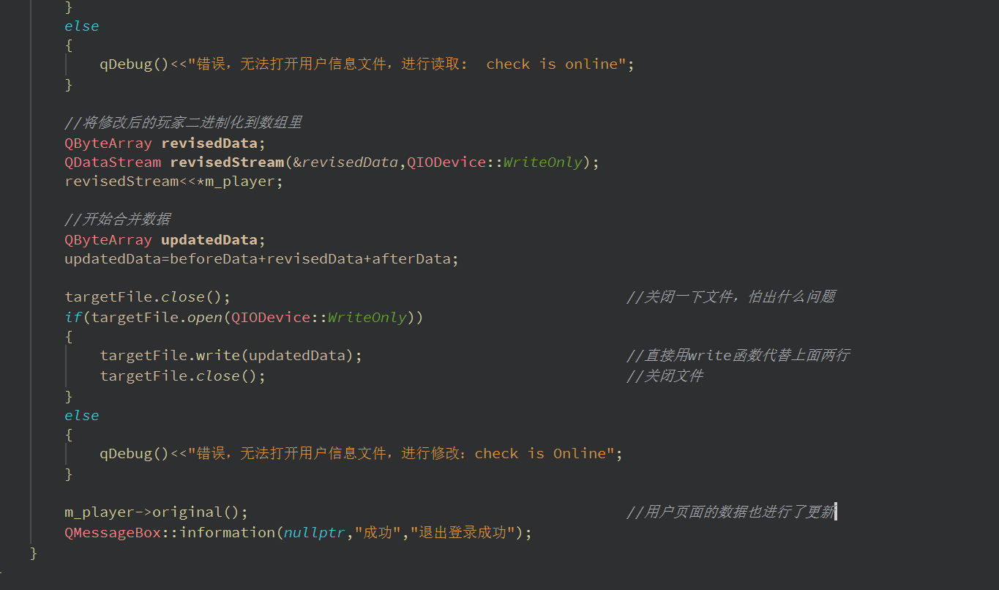 }
else
{
qDebug()<<"错误，无法打开用户信息文件，进行读取： check is online";
}
//将修改后的玩家二进制化到数组里
QByteArray revisedData;
QDataStream revisedStream(&revisedData,QIODevice::WriteOnly);
revisedStream<<*m_player;
//开始合并数据
QByteArray updatedData;
updatedData=beforeData+revisedData+afterData;
targetFile.close(); //关闭一下文件，怕出什么问题
if(targetFile.open(QIODevice::WriteOnly))
{
targetFile.write(updatedData); //直接用write函数代替上面两行
targetFile.close(); //关闭文件
}
else
{
qDebug()<<"错误，无法打开用户信息文件，进行修改：check is Online";
}
m_player->original(); //用户页面的数据也进行了更新
QMessageBox::information(nullptr,"成功","退出登录成功");
}